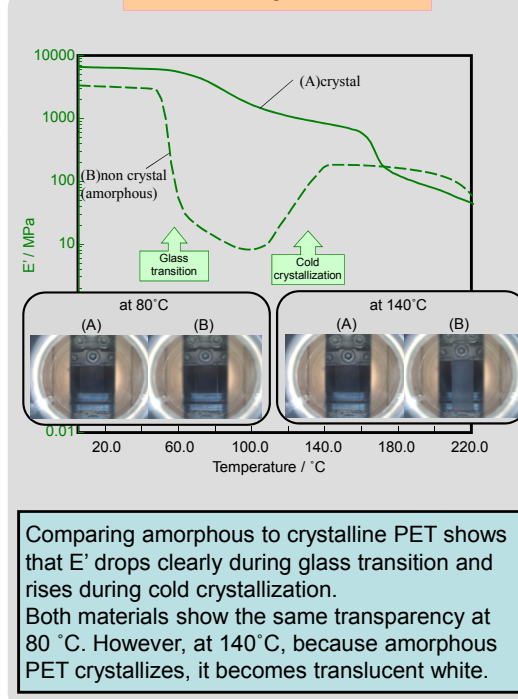 10000
(A)crystal
1000
(B)non crystal
(amorphous)
100
10
E' / MPa
Glass
transition
Cold
crystallization
at 80˚C
(A) (B)
at 140˚C
(A) (B)
0.01
20.0 60.0 100.0 140.0 180.0 220.0
Temperature / ˚C
Comparing amorphous to crystalline PET shows
that E' drops clearly during glass transition and
rises during cold crystallization.
Both materials show the same transparency at
80 ˚C. However, at 140˚C, because amorphous
PET crystallizes, it becomes translucent white.